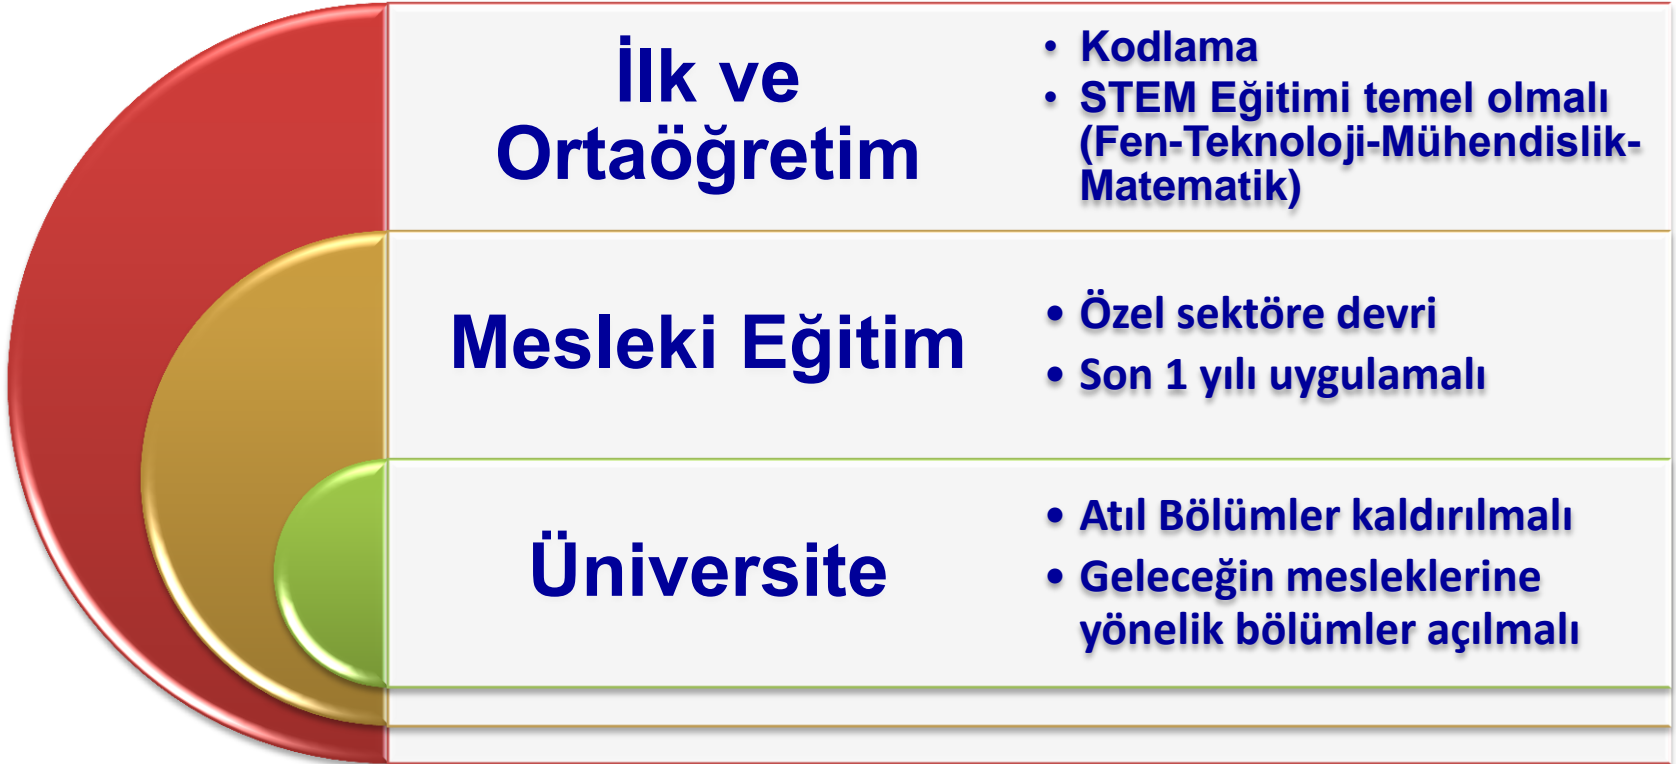 İlk ve
Ortaöğretim
• Kodlama
• STEM Eğitimi temel olmalı
(Fen-Teknoloji-Mühendislik-
Matematik)
Mesleki Eğitim
• Özel sektöre devri
• Son 1 yılı uygulamalı
Üniversite
• Atıl Bölümler kaldırılmalı
• Geleceğin mesleklerine
yönelik bölümler açılmalı